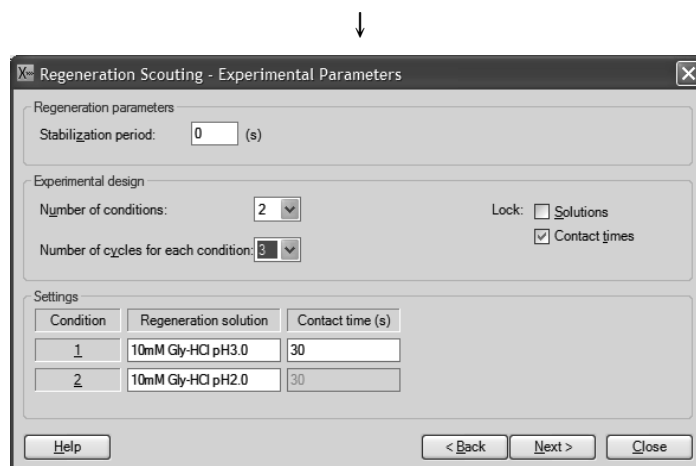 ↓
Regeneration Scouting - Experimental Parameters
Regeneration parameters
Stabilization period: 0 (s)
Experimental design
Number of conditions: 2 Lock: Solutions
Contact times
Number of cycles for each condition: 3
Settings
Condition Regeneration solution Contact time (s)
1 10mM Gly-HCl pH3.0 30
2 10mM Gly-HCl pH2.0 30
Help < Back Next > Close